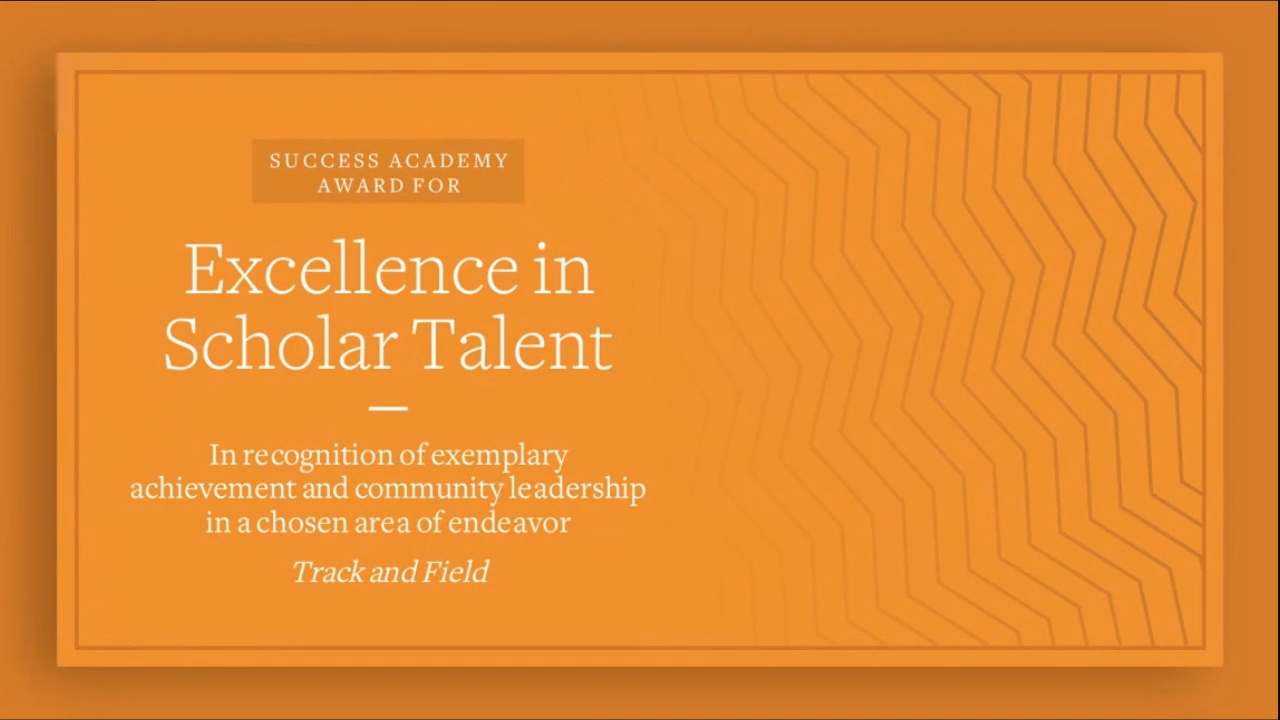 SUCCESS ACADEMY
AWARD FOR
Excellence in
Scholar Talent
In recognition of exemplary
achievement and community leadership
in a chosen area of endeavor
Track and Field